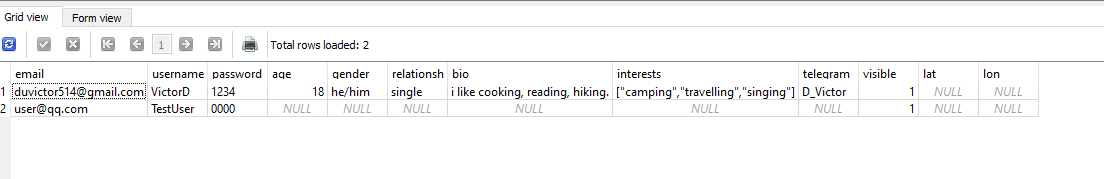 Grid view Form view
1 Total rows loaded: 2
email username password age gender relationsh bio interests telegram visible lat lon
1 duvictor514@gmail.com VictorD 1234 18 he/him single i like cooking, reading, hiking. ["camping","travelling","singing"] D_Victor 1 NULL NULL
2 user@qq.com TestUser 0000 NULL NULL NULL NULL NULL NULL 1 NULL NULL